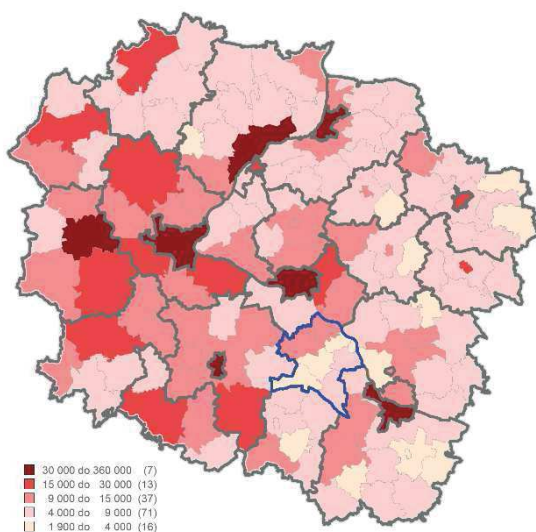 30 000 do 360 000 (7)
15 000 do 30 000 (13)
9 000 do 15 000 (37)
4 000 do 9 000 (71)
1 900 do 4 000 (16)